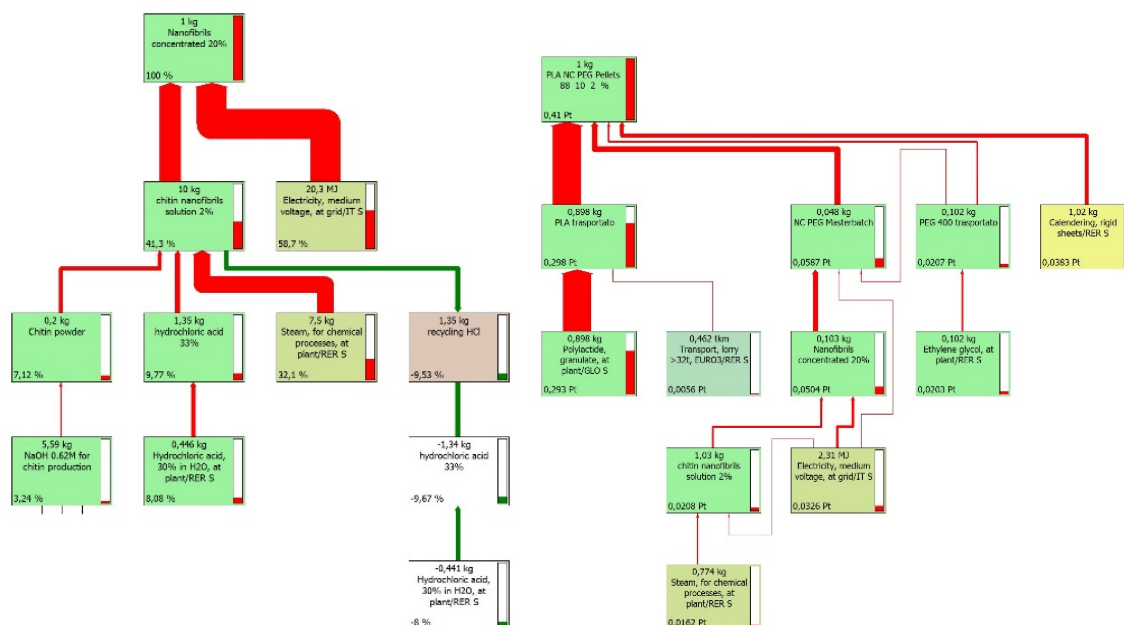 1 kg
Nanofibrils
concentrated 20%
100 %
10 kg
chitin nanofibrils
solution 2%
41,3 %
20,3 MJ
Electricity, medium
voltage, at grid/IT S
58,7 %
0,2 kg
Chitin powder
7,12 %
1,35 kg
hydrochloric acid
33%
9,77 %
7,5 kg
Steam, for chemical
processes, at
plant/RER S
32,1 %
1,35 kg
recycling HCl
-9,53 %
5,59 kg
NaOH 0.62M for
chitin production
3,24 %
0,446 kg
Hydrochloric acid,
30% in H2O, at
plant/RER S
8,08 %
-1,34 kg
hydrochloric acid
33%
-9,67 %
-0,441 kg
Hydrochloric acid,
30% in H2O, at
plant/RER S
-8 %
1 kg
PLA NC PEG Pellets
88 10 2 %
0,41 Pt
0,898 kg
PLA trasportato
0,298 Pt
0,048 kg
NC PEG Masterbatch
0,0587 Pt
0,102 kg
PEG 400 trasportato
0,0207 Pt
1,02 kg
Calendering, rigid
sheets/RER S
0,0383 Pt
0,898 kg
Polylactide,
granulate, at
plant/GLO S
0,293 Pt
0,462 tkm
Transport, lorry
>32t, EURO3/RER S
0,0056 Pt
0,103 kg
Nanofibrils
concentrated 20%
0,0504 Pt
0,102 kg
Ethylene glycol, at
plant/RER S
0,0203 Pt
1,03 kg
chitin nanofibrils
solution 2%
0,0208 Pt
2,31 MJ
Electricity, medium
voltage, at grid/IT S
0,0326 Pt
0,774 kg
Steam, for chemical
processes, at
plant/RER S
0,0162 Pt